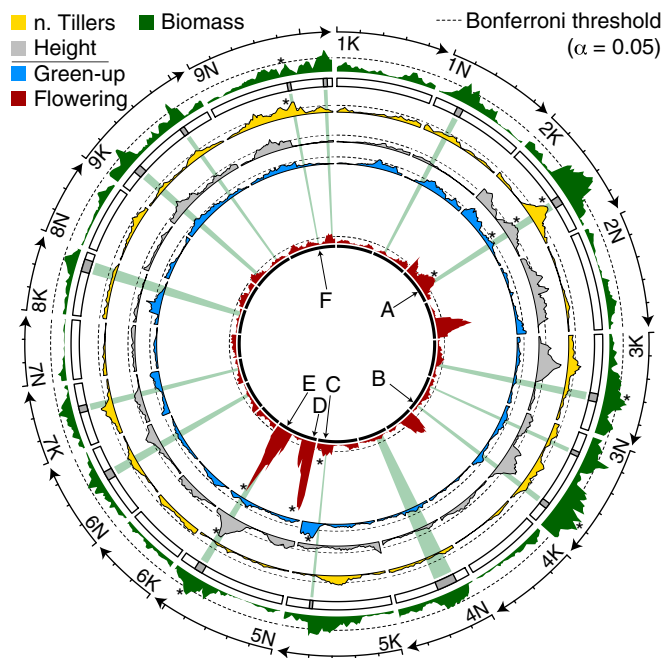 n. Tillers
Biomass
Height
Green-up
Flowering
Bonferroni threshold
(α = 0.05)
1K
1N
2K
2N
3K
3N
4K
4N
5K
5N
6K
6N
7K
7N
8K
8N
9K
9N
*
*
*
*
*
*
*
*
*
*
*
*
*
A
B
C
D
E
F